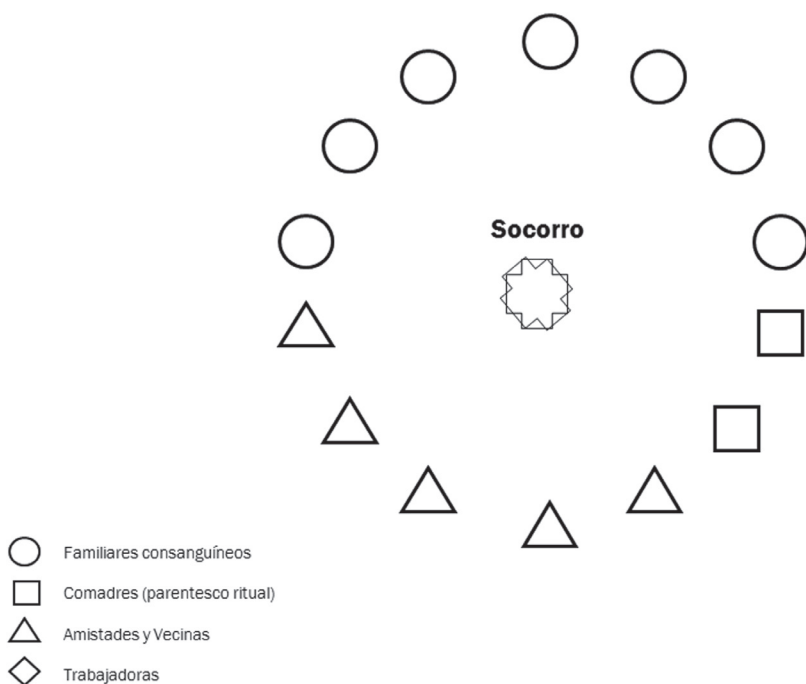 Socorro
Familiares consanguíneos
Comadres (parentesco ritual)
Amistades y Vecinas
Trabajadoras